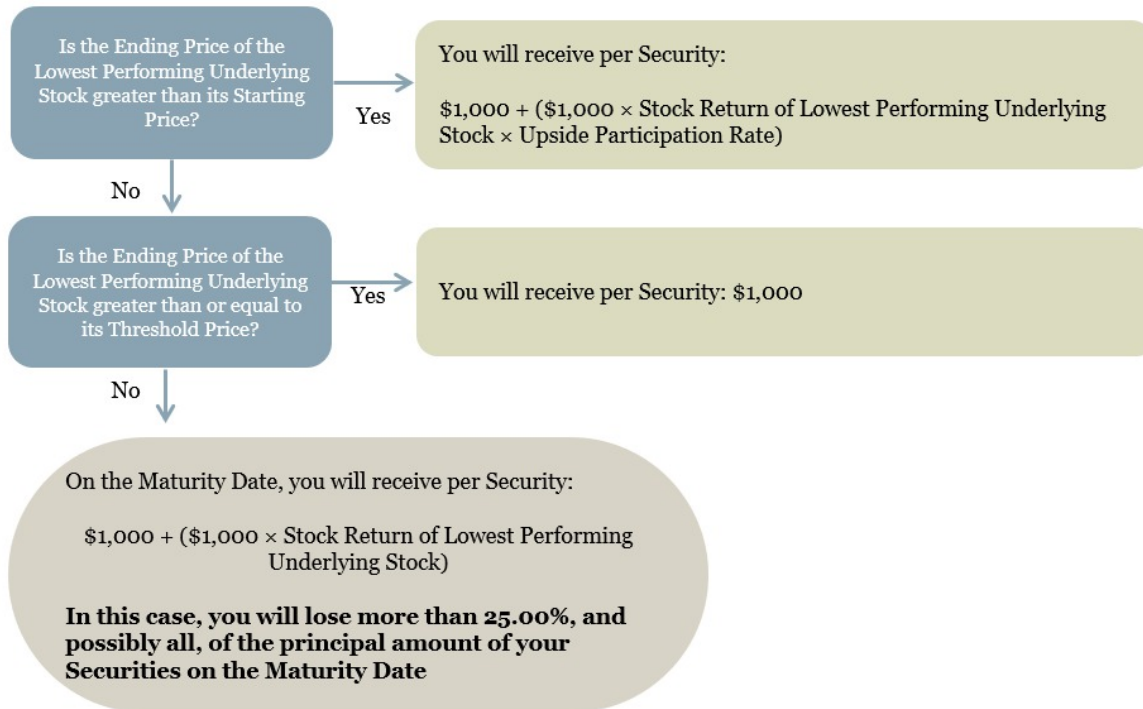 Is the Ending Price of the
Lowest Performing Underlying
Stock greater than its Starting
Price?
Yes
You will receive per Security:
$1,000 + ($1,000 × Stock Return of Lowest Performing Underlying
Stock × Upside Participation Rate)
No
Is the Ending Price of the
Lowest Performing Underlying
Stock greater than or equal to
its Threshold Price?
Yes
You will receive per Security: $1,000
No
On the Maturity Date, you will receive per Security:
$1,000 + ($1,000 × Stock Return of Lowest Performing
Underlying Stock)
In this case, you will lose more than 25.00%, and
possibly all, of the principal amount of your
Securities on the Maturity Date